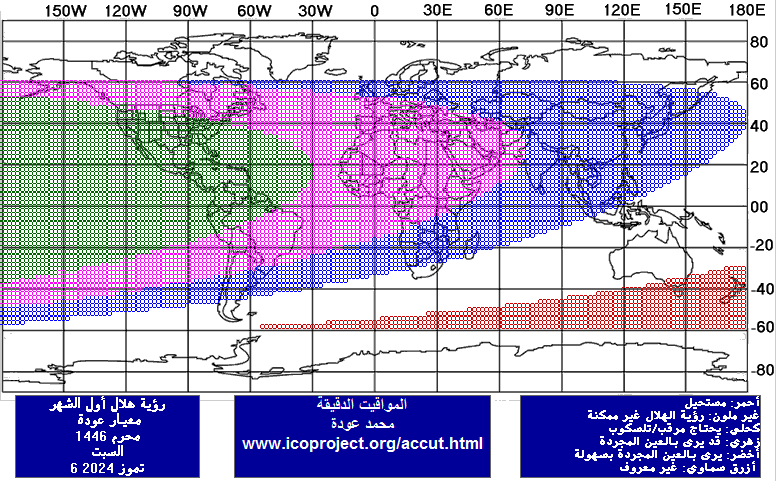 150W 120W 90W 60W 30W 0 30E 60E 90E 120E 150E 180E
80
60
50
40
20
00
-20
-40
-60
-80
رؤية هلال أول الشهر
معيار عودة
محرم 1446
السبت
6 تموز 2024
المواقيت الدقيقة
محمد عودة
www.icoproject.org/accut.html
أحمر: مستحيل
غير ملون: رؤية الهلال غير ممكنة
كحلي: يحتاج مرقب/تلسكوب
زهري: قد يرى بالعين المجردة
أخضر: يرى بالعين المجردة بسهولة
أزرق سماوي: غير معروف